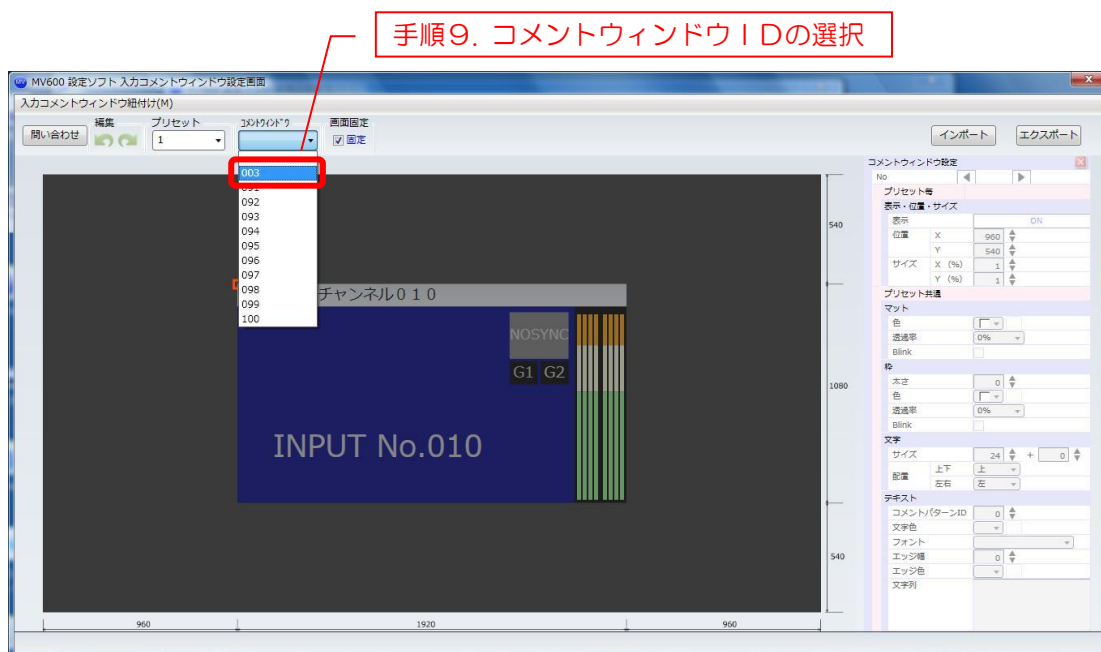 手順9. コメントウィンドウIDの選択
MV600 設定ソフト 入力コメントウィンドウ設定画面
入力コメントウィンドウ紐付け(M)
問い合わせ
編集
プリセット
1
コメントウィンドウ
画面固定
固定
インポート
エクスポート
003
091
092
093
094
095
096
097
098
099
100
チャンネル010
NOSYNC
G1 G2
INPUT No.010
540
1080
540
960
1920
960
コメントウィンドウ設定
No
プリセット毎
表示・位置・サイズ
表示 ON
位置 X 960
Y 540
サイズ X (%) 1
Y (%) 1
プリセット共通
マット
色
透過率 0%
Blink
枠
太さ 0
色
透過率 0%
Blink
文字
サイズ 24 + 0
配置 上下 上
左右 左
テキスト
コメントパターンID 0
文字色
フォント
エッジ幅 0
エッジ色
文字列